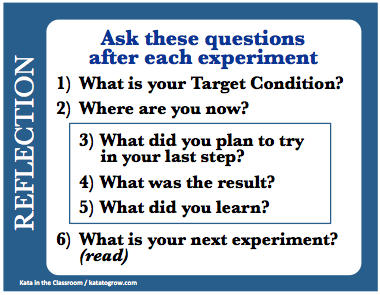 REFLECTION
Ask these questions
after each experiment
1) What is your Target Condition?
2) Where are you now?
3) What did you plan to try
in your last step?
4) What was the result?
5) What did you learn?
6) What is your next experiment?
(read)
Kata in the Classroom / katatogrow.com